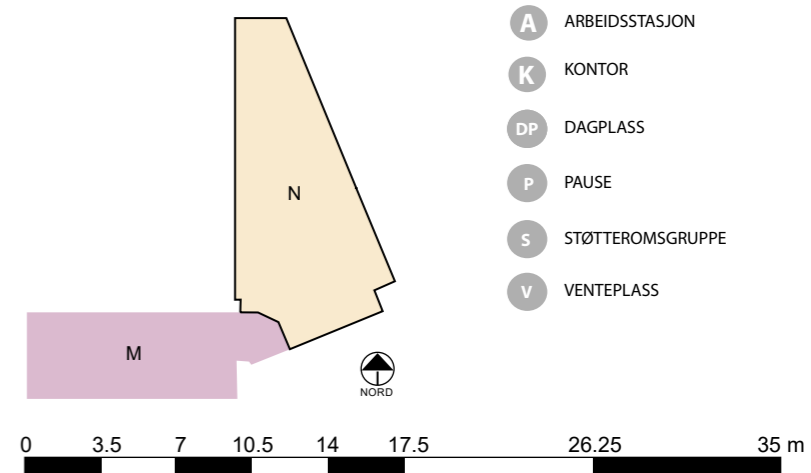 A ARBEIDSSTASJON
K KONTOR
DP DAGPLASS
P PAUSE
S STØTTEROMSGRUPPE
V VENTEPLASS
N
M
NORD
0 3.5 7 10.5 14 17.5 26.25 35 m